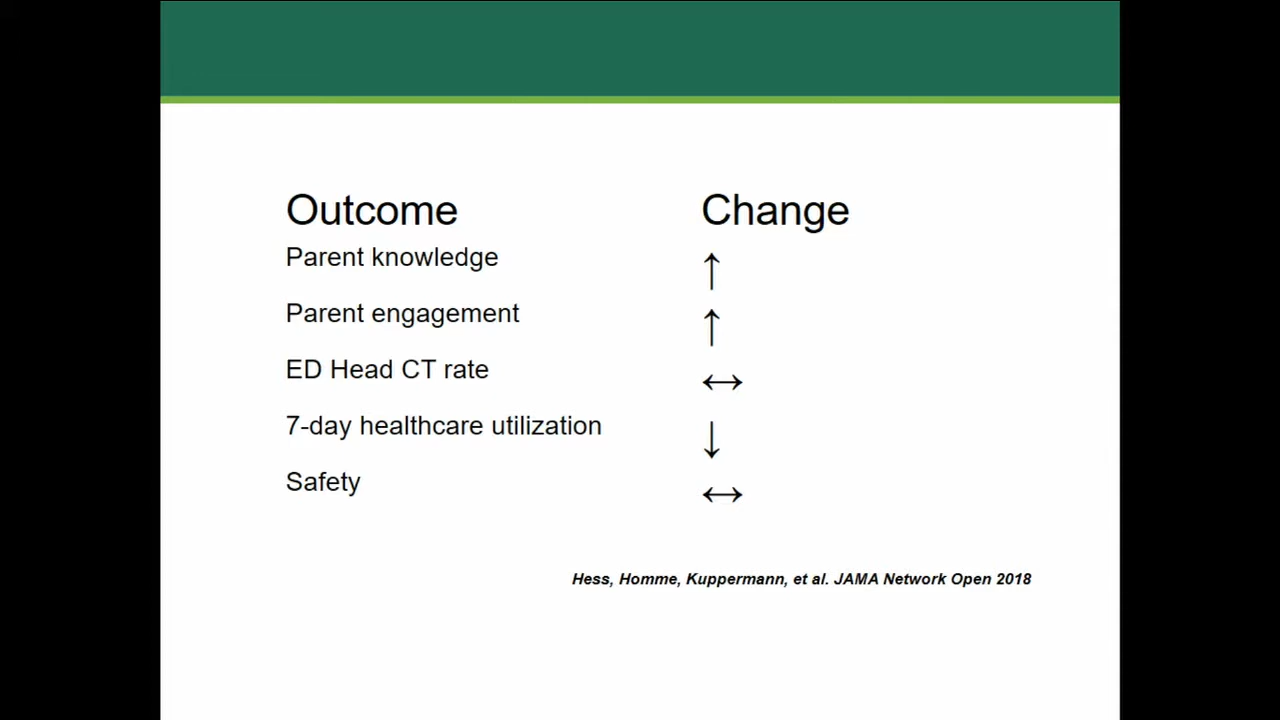 Outcome Change
Parent knowledge ↑
Parent engagement ↑
ED Head CT rate ↔
7-day healthcare utilization ↓
Safety ↔
Hess, Homme, Kuppermann, et al. JAMA Network Open 2018